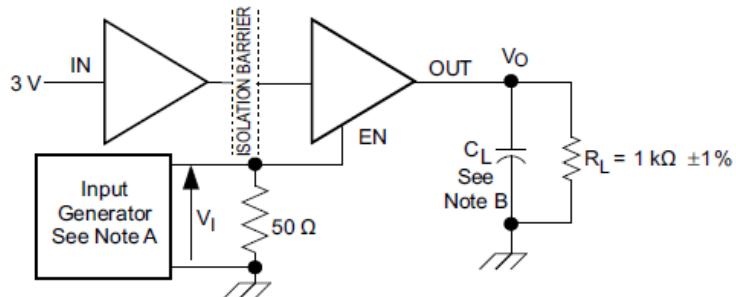 3 V
IN
ISOLATION BARRIER
OUT
VO
EN
CL
See
Note B
RL = 1 kΩ ±1%
Input
Generator
See Note A
VI
50 Ω